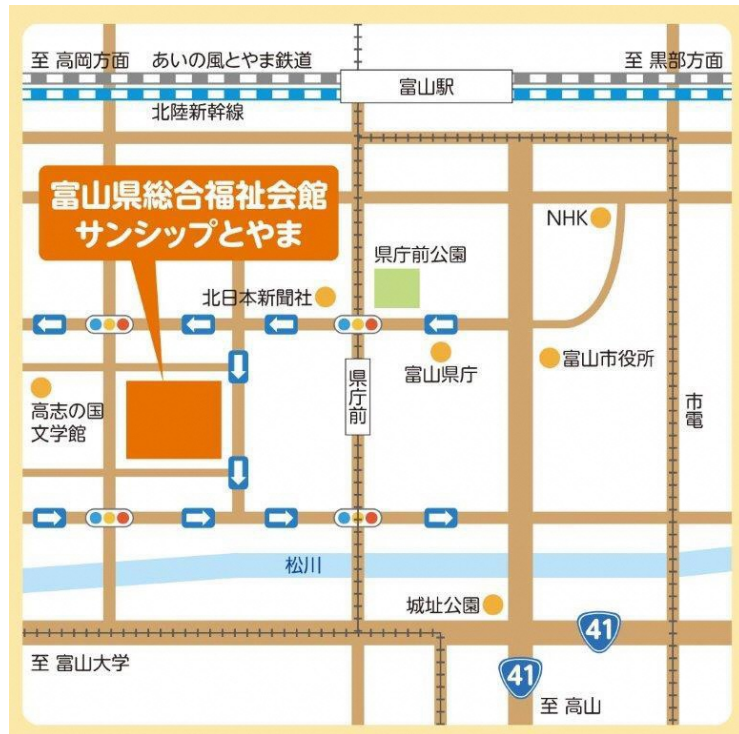 至 高岡方面
あいの風とやま鉄道
至 黒部方面
富山駅
北陸新幹線
富山県総合福祉会館
サンシップとやま
NHK
県庁前公園
北日本新聞社
富山県庁
富山市役所
県庁前
高志の国
文学館
市電
松川
城址公園
41
至 富山大学
41
至 高山